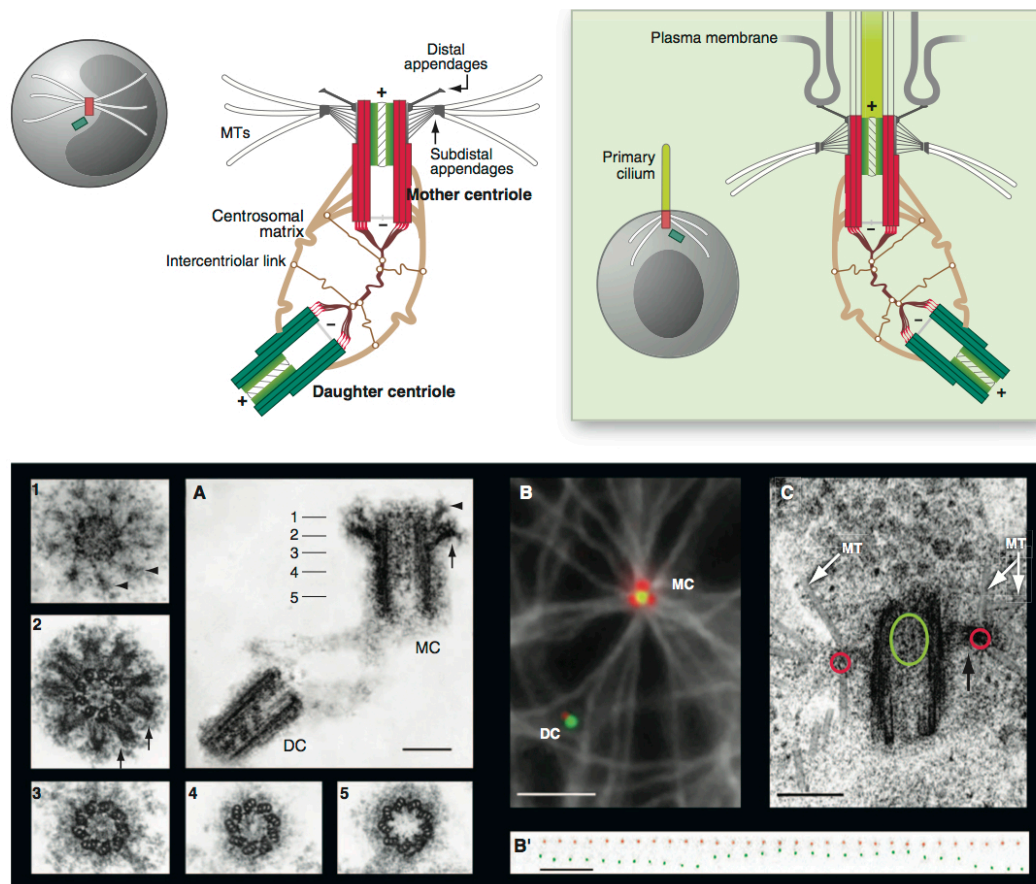 Distal
appendages
+
MTs
Subdistal
appendages
Mother centriole
Centrosomal
matrix
–
Intercentriolar link
–
Daughter centriole
+
Plasma membrane
+
Primary
cilium
–
–
+
1
2
3
4
5
A
1
2
3
4
5
MC
DC
B
MC
DC
C
MT
MT
B'